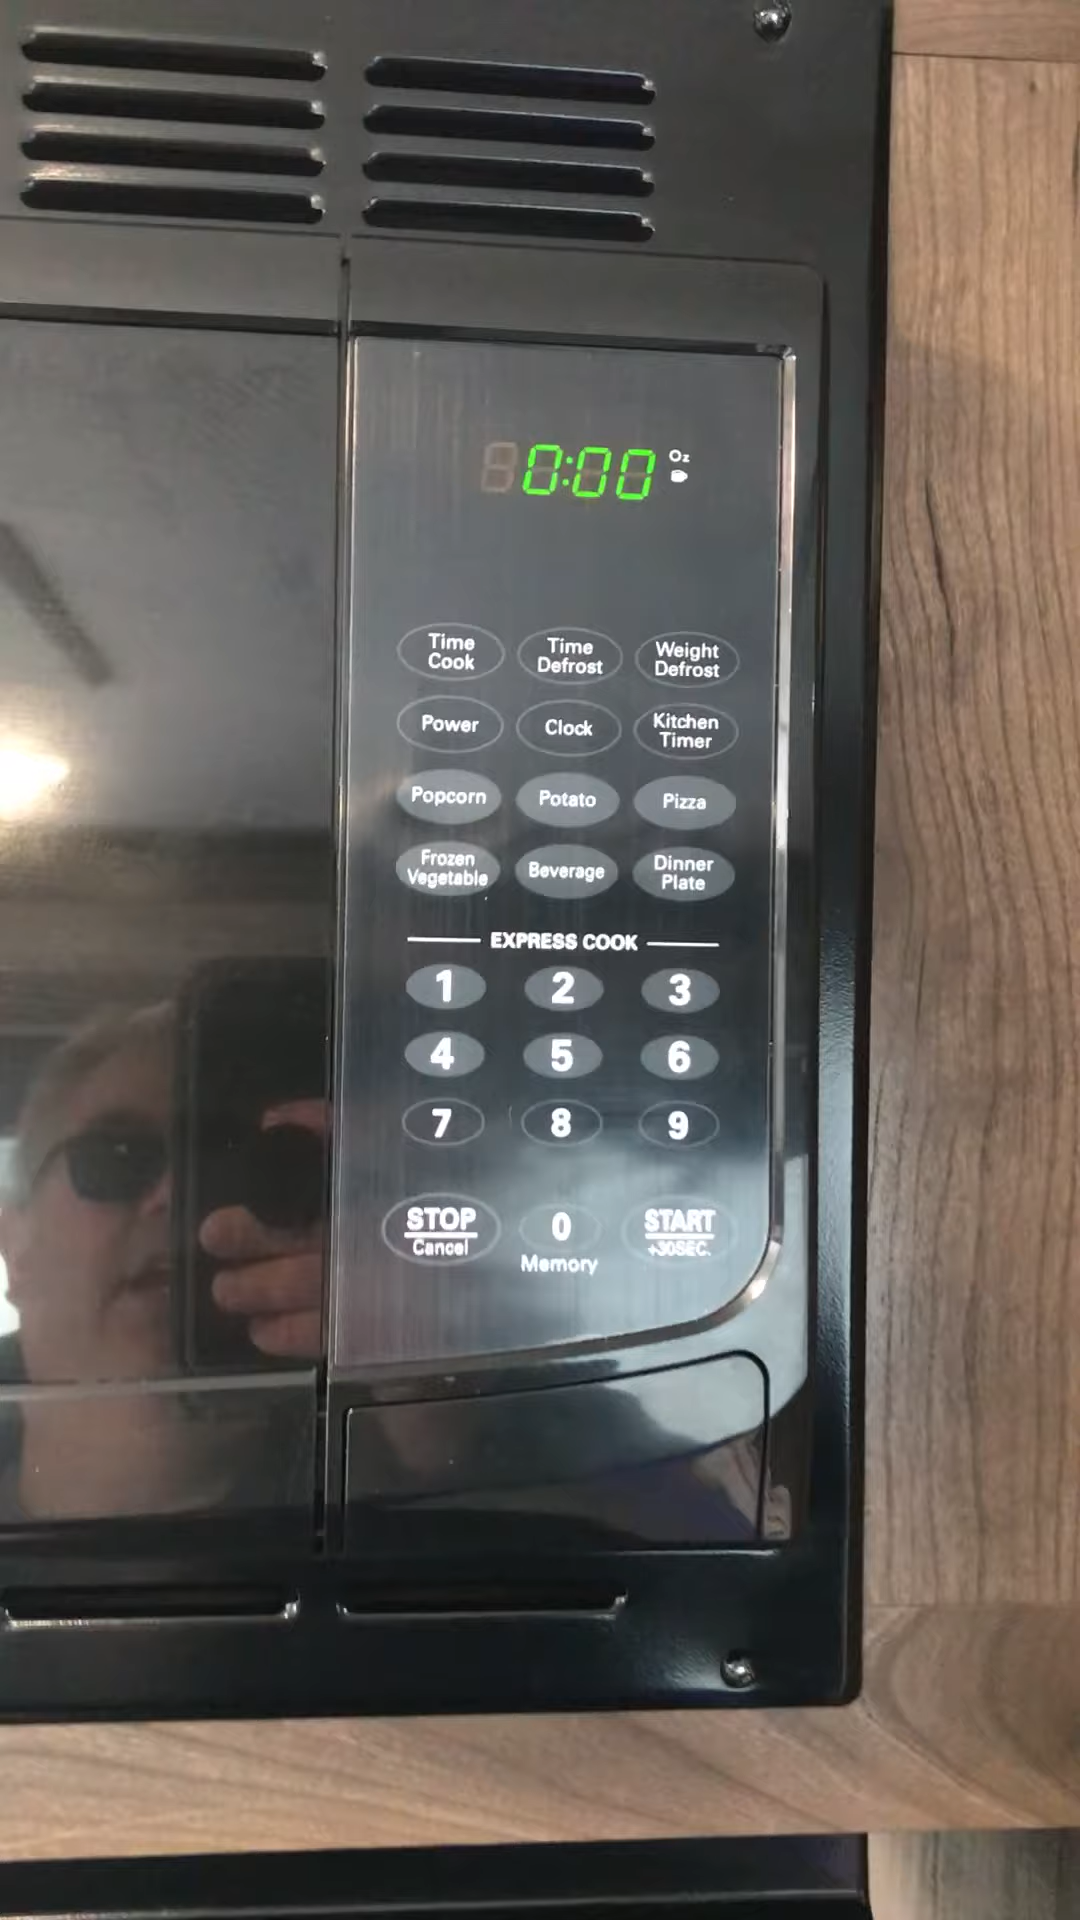 0:00
Oz
Time Cook
Time Defrost
Weight Defrost
Power
Clock
Kitchen Timer
Popcorn
Potato
Pizza
Frozen Vegetable
Beverage
Dinner Plate
EXPRESS COOK
1 2 3
4 5 6
7 8 9
STOP
Cancel
0
Memory
START
+30SEC.